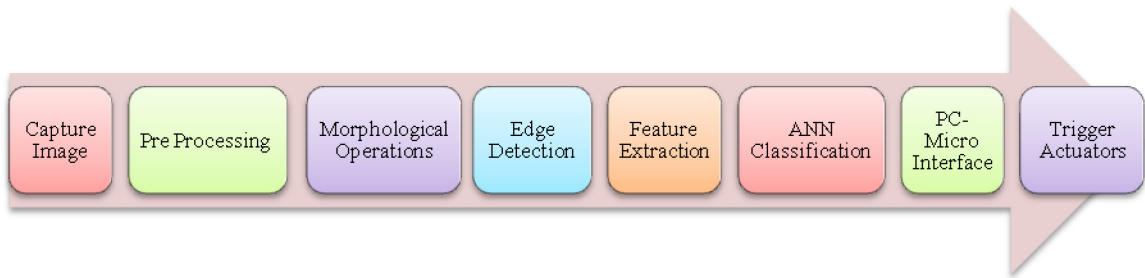 Capture
Image
Pre Processing
Morphological
Operations
Edge
Detection
Feature
Extraction
ANN
Classification
PC-
Micro
Interface
Trigger
Actuators